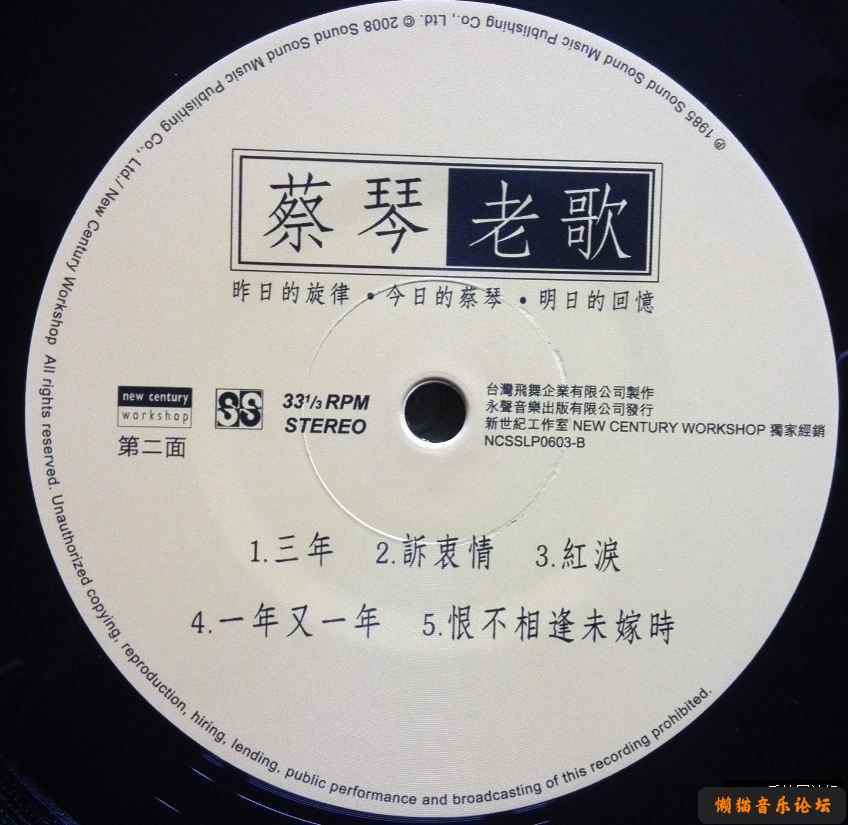 ℗ 1985 Sound Sound Music Publishing Co., Ltd. © 2008 Sound Sound Music Publishing Co., Ltd./ New Century Workshop All rights reserved. Unauthorized copying, reproduction, hiring, lending, public performance and broadcasting of this recording prohibited.
蔡琴老歌
昨日的旋律•今日的蔡琴•明日的回憶
new century
workshop
SS
33 1/3 RPM
STEREO
第二面
台灣飛舞企業有限公司製作
永聲音樂出版有限公司發行
新世紀工作室 NEW CENTURY WORKSHOP 獨家經銷
NCSSLP0603-B
1.三年 2.訴衷情 3.紅淚
4.一年又一年 5.恨不相逢未嫁時
懒猫音乐论坛